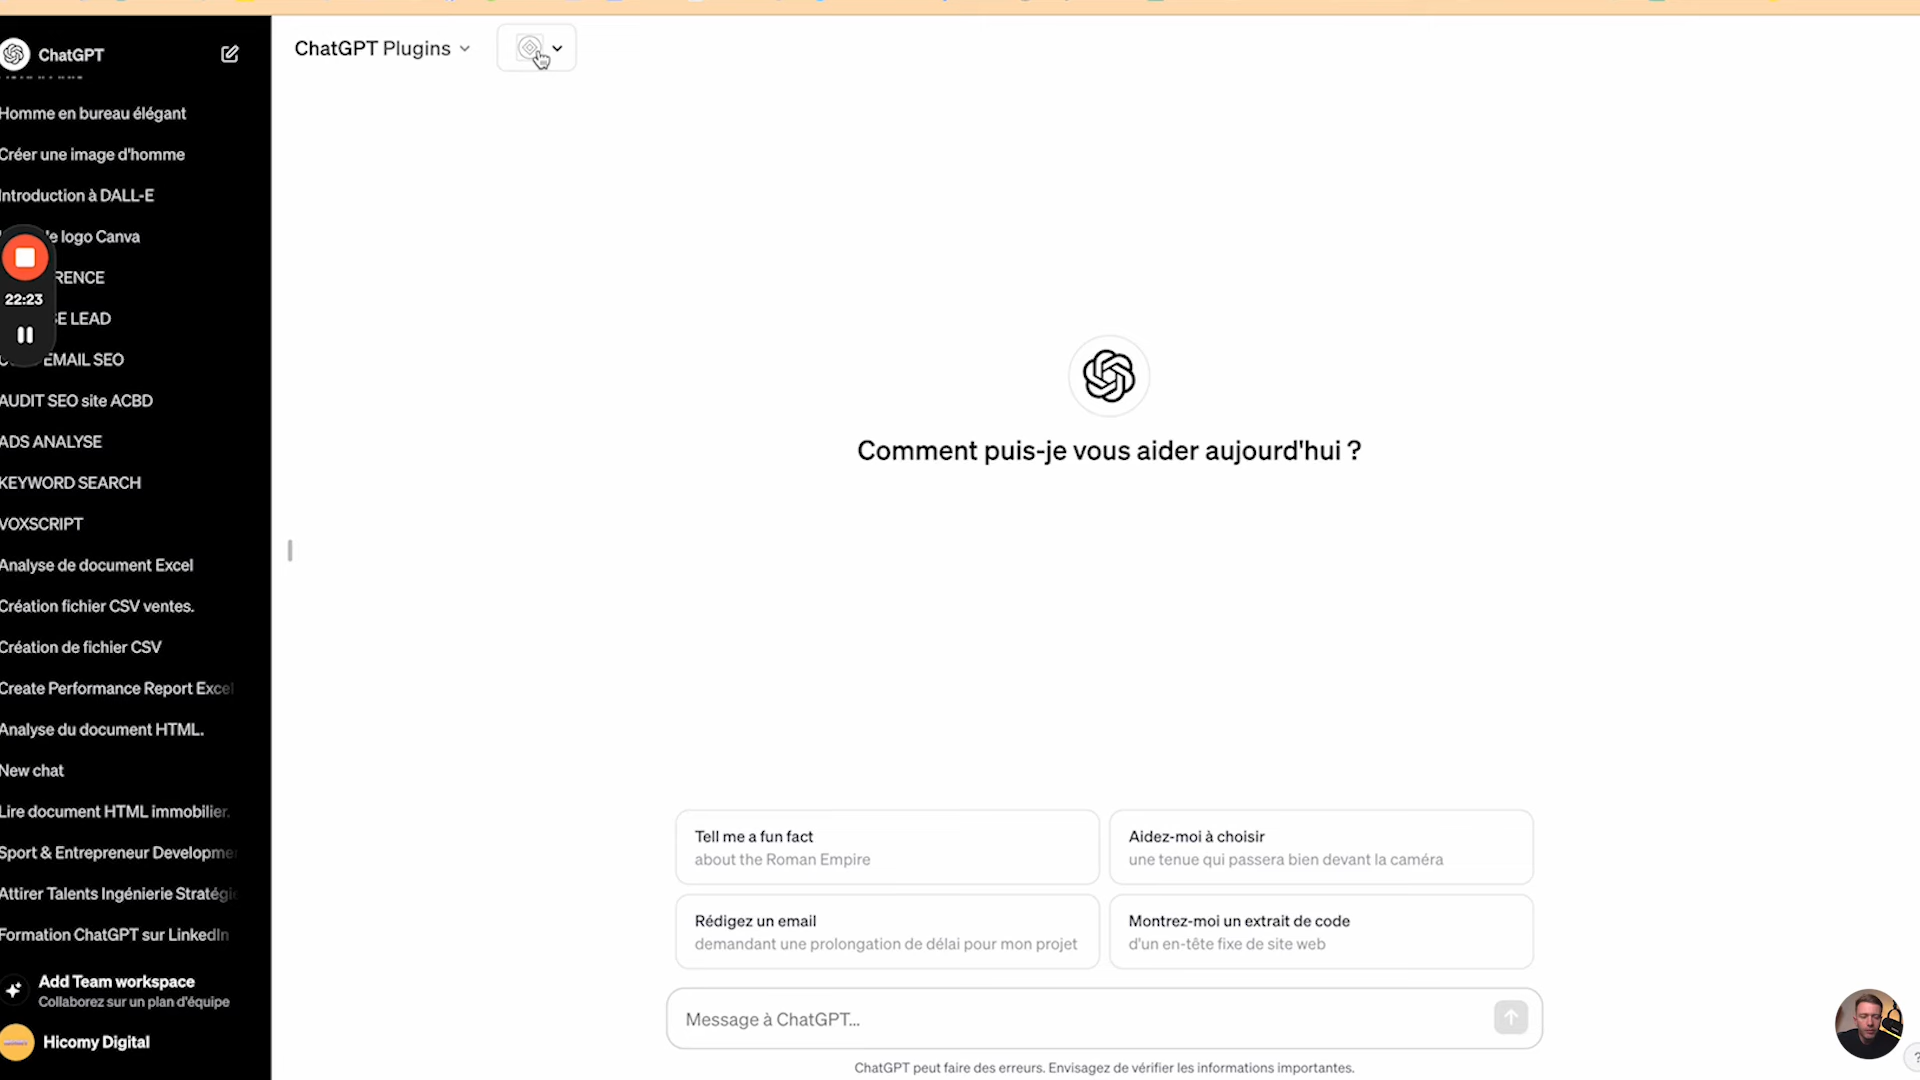 ChatGPT
Homme en bureau élégant
Créer une image d'homme
Introduction à DALL-E
logo Canva
22:23
LEAD
EMAIL SEO
AUDIT SEO site ACBD
ADS ANALYSE
KEYWORD SEARCH
VOXSCRIPT
Analyse de document Excel
Création fichier CSV ventes.
Création de fichier CSV
Create Performance Report Excel
Analyse du document HTML.
New chat
Lire document HTML immobilier.
Sport & Entrepreneur Developme
Attirer Talents Ingénierie Stratégi
Formation ChatGPT sur LinkedIn
Add Team workspace
Collaborez sur un plan d'équipe
Hicomy Digital
ChatGPT Plugins
Comment puis-je vous aider aujourd'hui ?
Tell me a fun fact
about the Roman Empire
Aidez-moi à choisir
une tenue qui passera bien devant la caméra
Rédigez un email
demandant une prolongation de délai pour mon projet
Montrez-moi un extrait de code
d'un en-tête fixe de site web
Message à ChatGPT...
ChatGPT peut faire des erreurs. Envisagez de vérifier les informations importantes.
?